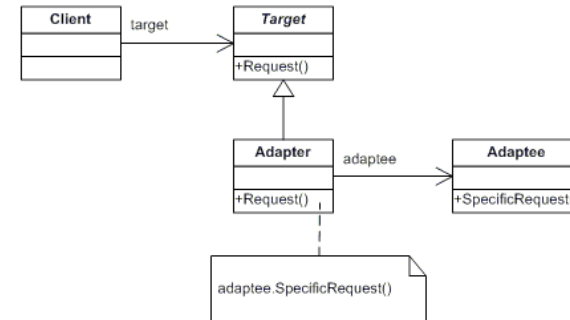 Client
target
Target
+Request()
Adapter
+Request()
adaptee
Adaptee
+SpecificRequest
adaptee.SpecificRequest()